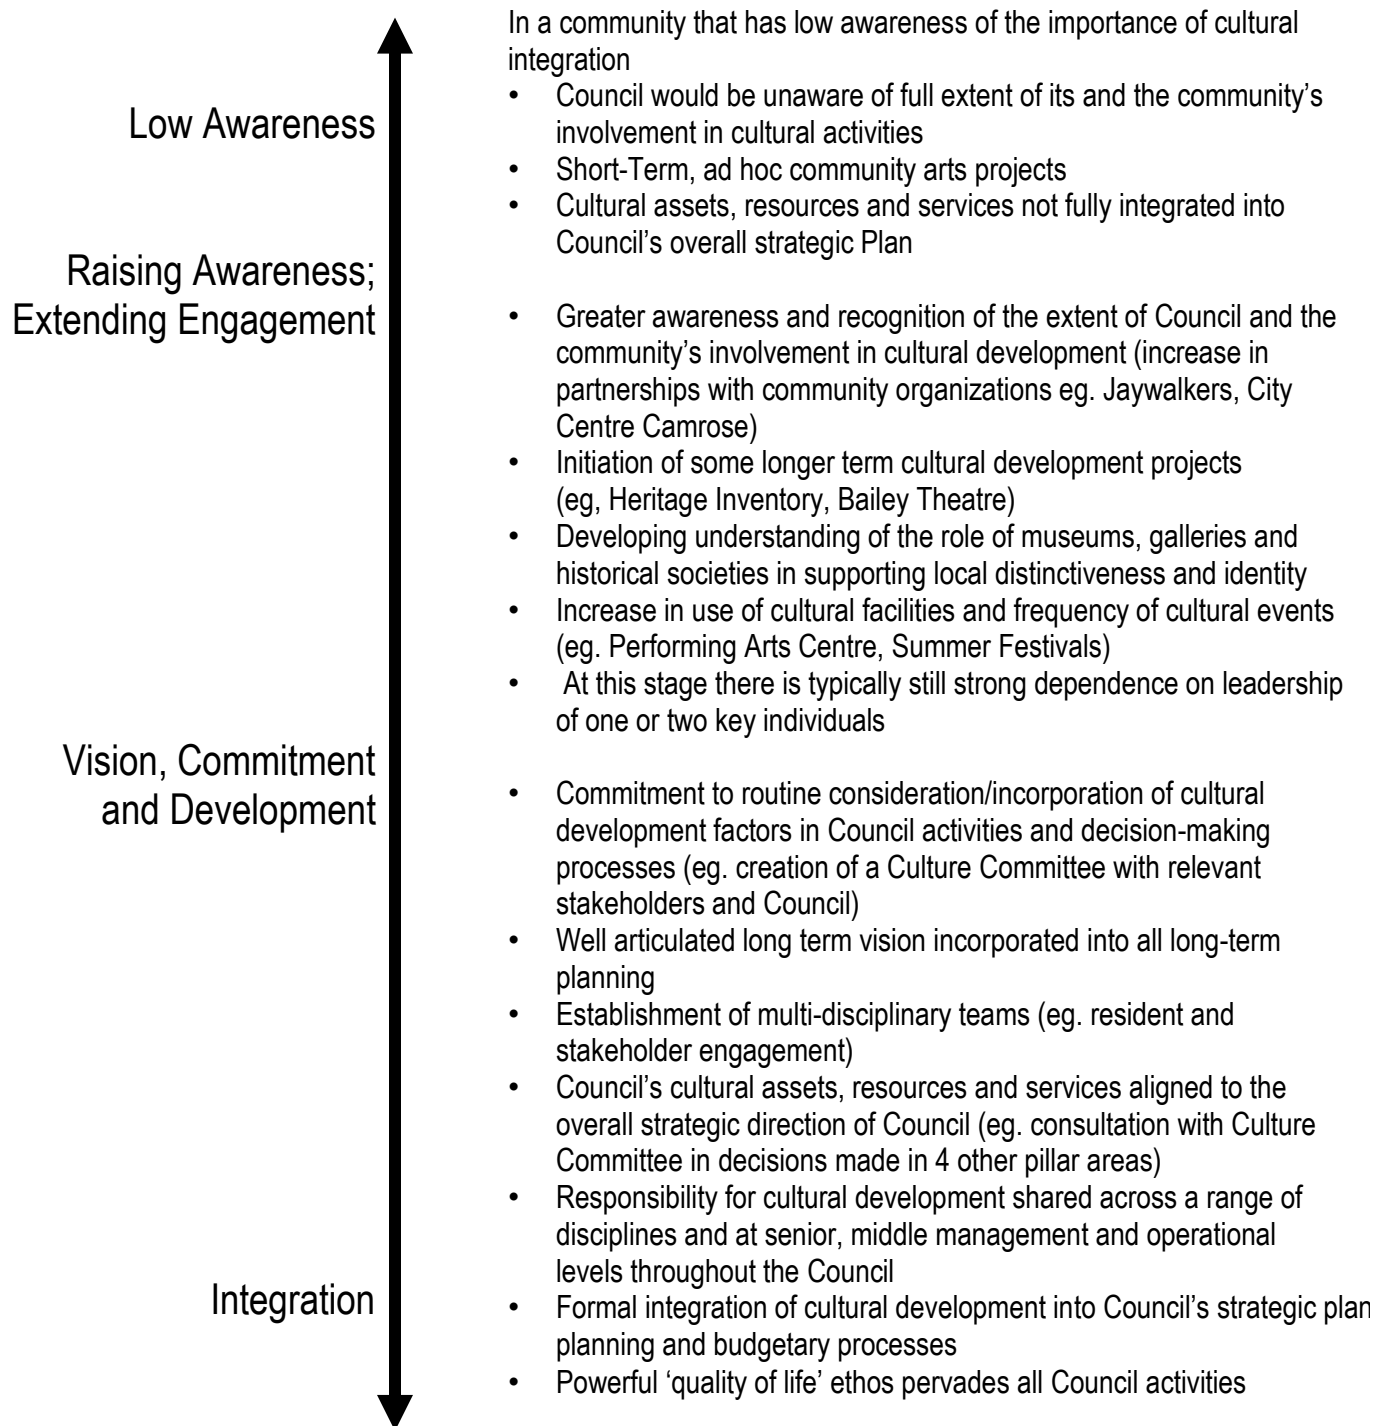 In a community that has low awareness of the importance of cultural
integration
Low Awareness
• Council would be unaware of full extent of its and the community’s
involvement in cultural activities
• Short-Term, ad hoc community arts projects
• Cultural assets, resources and services not fully integrated into
Council’s overall strategic Plan
Raising Awareness;
Extending Engagement
• Greater awareness and recognition of the extent of Council and the
community’s involvement in cultural development (increase in
partnerships with community organizations eg. Jaywalkers, City
Centre Camrose)
• Initiation of some longer term cultural development projects
(eg, Heritage Inventory, Bailey Theatre)
• Developing understanding of the role of museums, galleries and
historical societies in supporting local distinctiveness and identity
• Increase in use of cultural facilities and frequency of cultural events
(eg. Performing Arts Centre, Summer Festivals)
• At this stage there is typically still strong dependence on leadership
of one or two key individuals
Vision, Commitment
and Development
• Commitment to routine consideration/incorporation of cultural
development factors in Council activities and decision-making
processes (eg. creation of a Culture Committee with relevant
stakeholders and Council)
• Well articulated long term vision incorporated into all long-term
planning
• Establishment of multi-disciplinary teams (eg. resident and
stakeholder engagement)
• Council’s cultural assets, resources and services aligned to the
overall strategic direction of Council (eg. consultation with Culture
Committee in decisions made in 4 other pillar areas)
• Responsibility for cultural development shared across a range of
disciplines and at senior, middle management and operational
levels throughout the Council
Integration
• Formal integration of cultural development into Council’s strategic plan
planning and budgetary processes
• Powerful ‘quality of life’ ethos pervades all Council activities